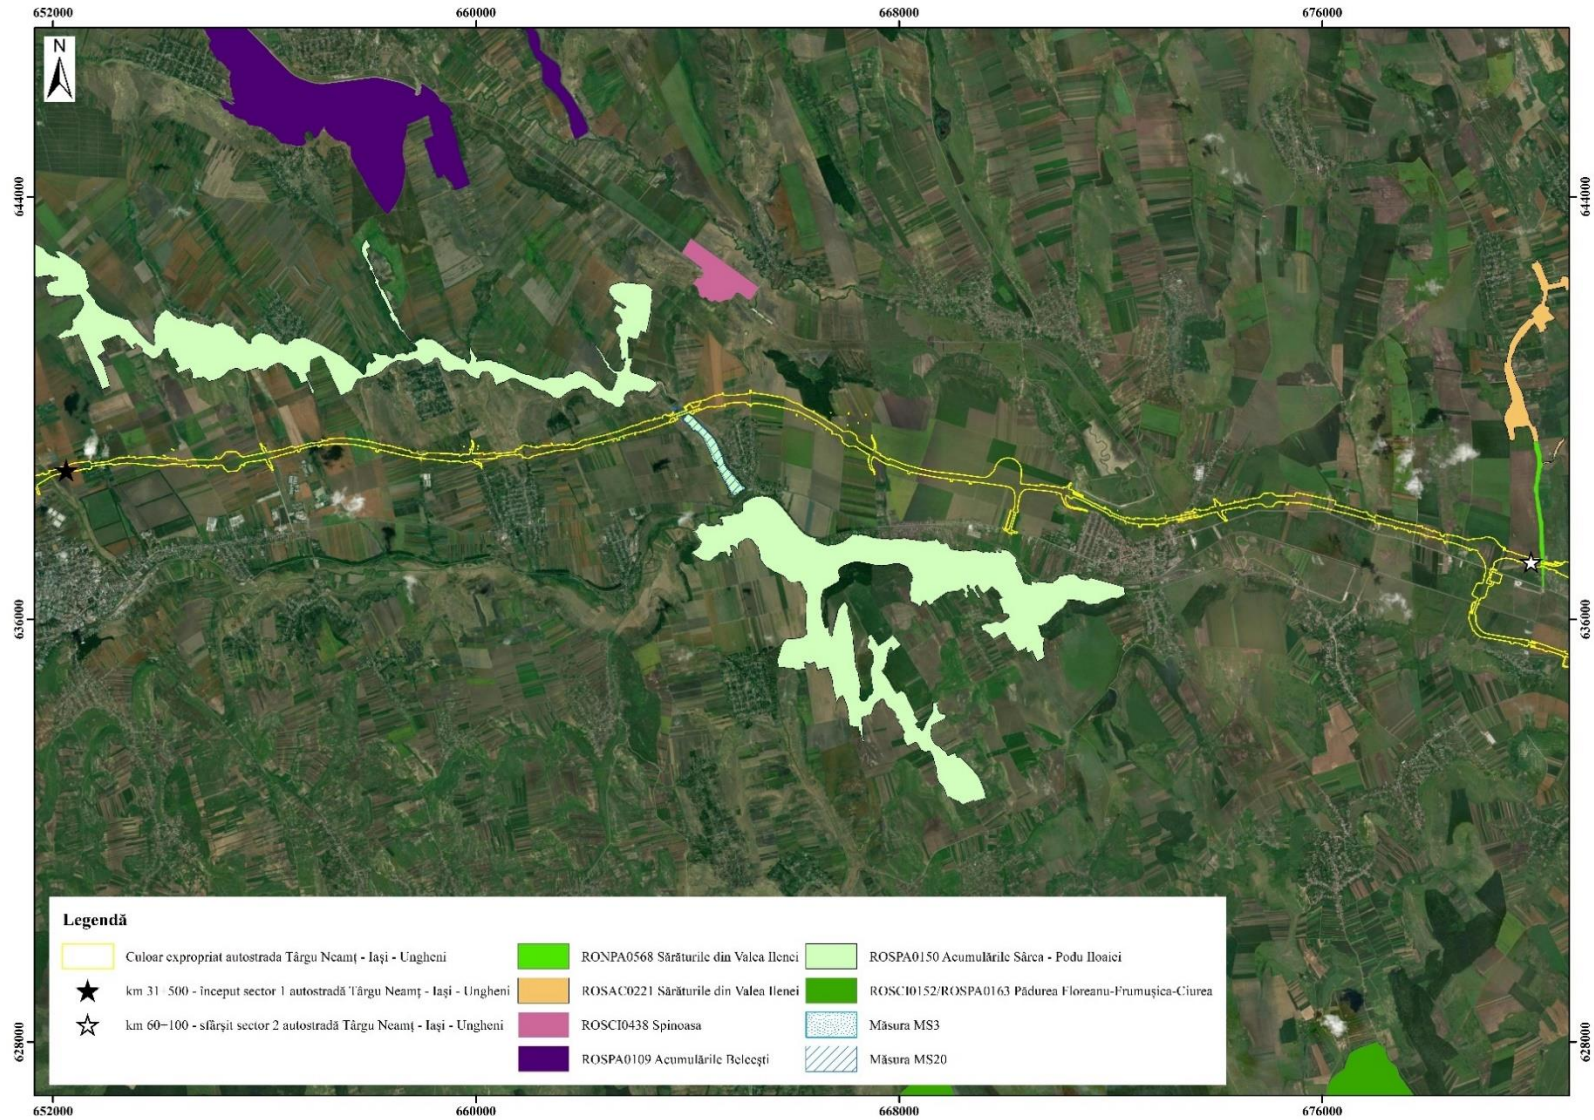 652000 660000 668000 676000
N
644000 644000
636000 636000
628000 628000
Legendă
Culoar expropriat autostrada Târgu Neamț - Iași - Ungheni
km 31+500 - început sector 1 autostradă Târgu Neamț - Iași - Ungheni
km 60+100 - sfârșit sector 2 autostradă Târgu Neamț - Iași - Ungheni
RONPA0568 Sărăturile din Valea Ilenei
ROSAC0221 Sărăturile din Valea Ilenei
ROSCI0438 Spinoasa
ROSPA0109 Acumulările Belcești
ROSPA0150 Acumulările Sârca - Podu Iloaiei
ROSCI0152/ROSPA0163 Pădurea Floreanu-Frumușica-Ciurea
Măsura MS3
Măsura MS20
652000 660000 668000 676000